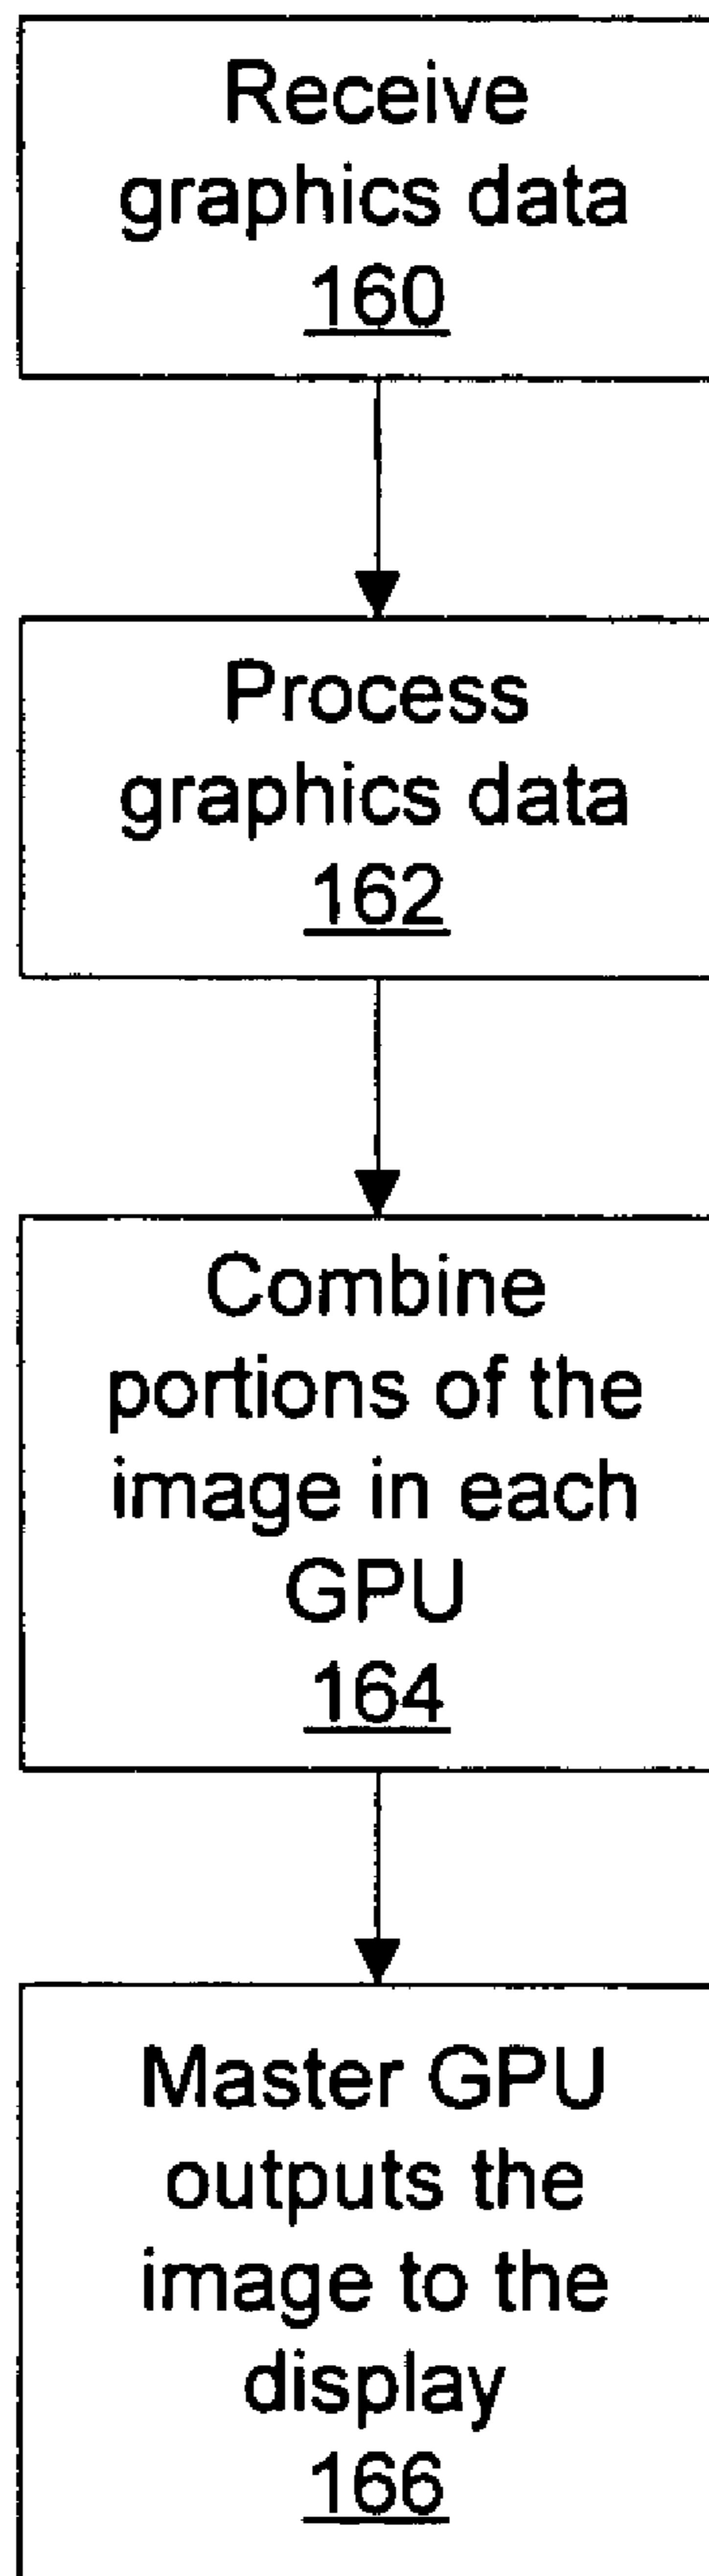 Receive
graphics data
160
Process
graphics data
162
Combine
portions of the
image in each
GPU
164
Master GPU
outputs the
image to the
display
166